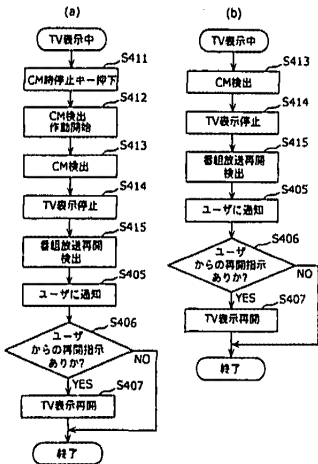 (a)
TV表示中
S411
CM時停止キー押下
S412
CM検出
作動開始
S413
CM検出
S414
TV表示停止
S415
番組放送再開
検出
S405
ユーザに通知
S406
ユーザ
からの再開指示
ありか?
NO
YES
S407
TV表示再開
終了
(b)
TV表示中
S413
CM検出
S414
TV表示停止
S415
番組放送再開
検出
S405
ユーザに通知
S406
ユーザ
からの再開指示
ありか?
NO
YES
S407
TV表示再開
終了